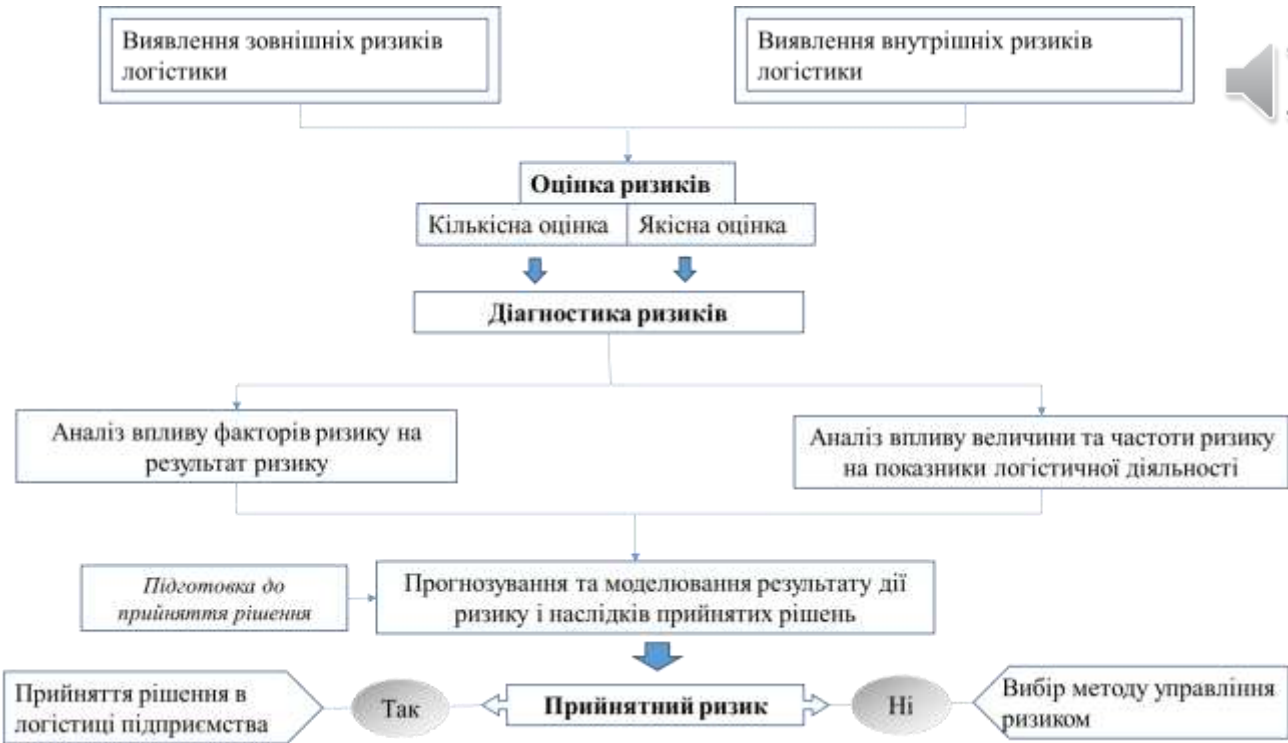 Виявлення зовнішніх ризиків
логістики
Виявлення внутрішніх ризиків
логістики
Оцінка ризиків
Кількісна оцінка
Якісна оцінка
Діагностика ризиків
Аналіз впливу факторів ризику на
результат ризику
Аналіз впливу величини та частоти ризику
на показники логістичної діяльності
Підготовка до
прийняття рішення
Прогнозування та моделювання результату дії
ризику і наслідків прийнятих рішень
Прийняття рішення в
логістиці підприємства
Так
Прийнятний ризик
Ні
Вибір методу управління
ризиком